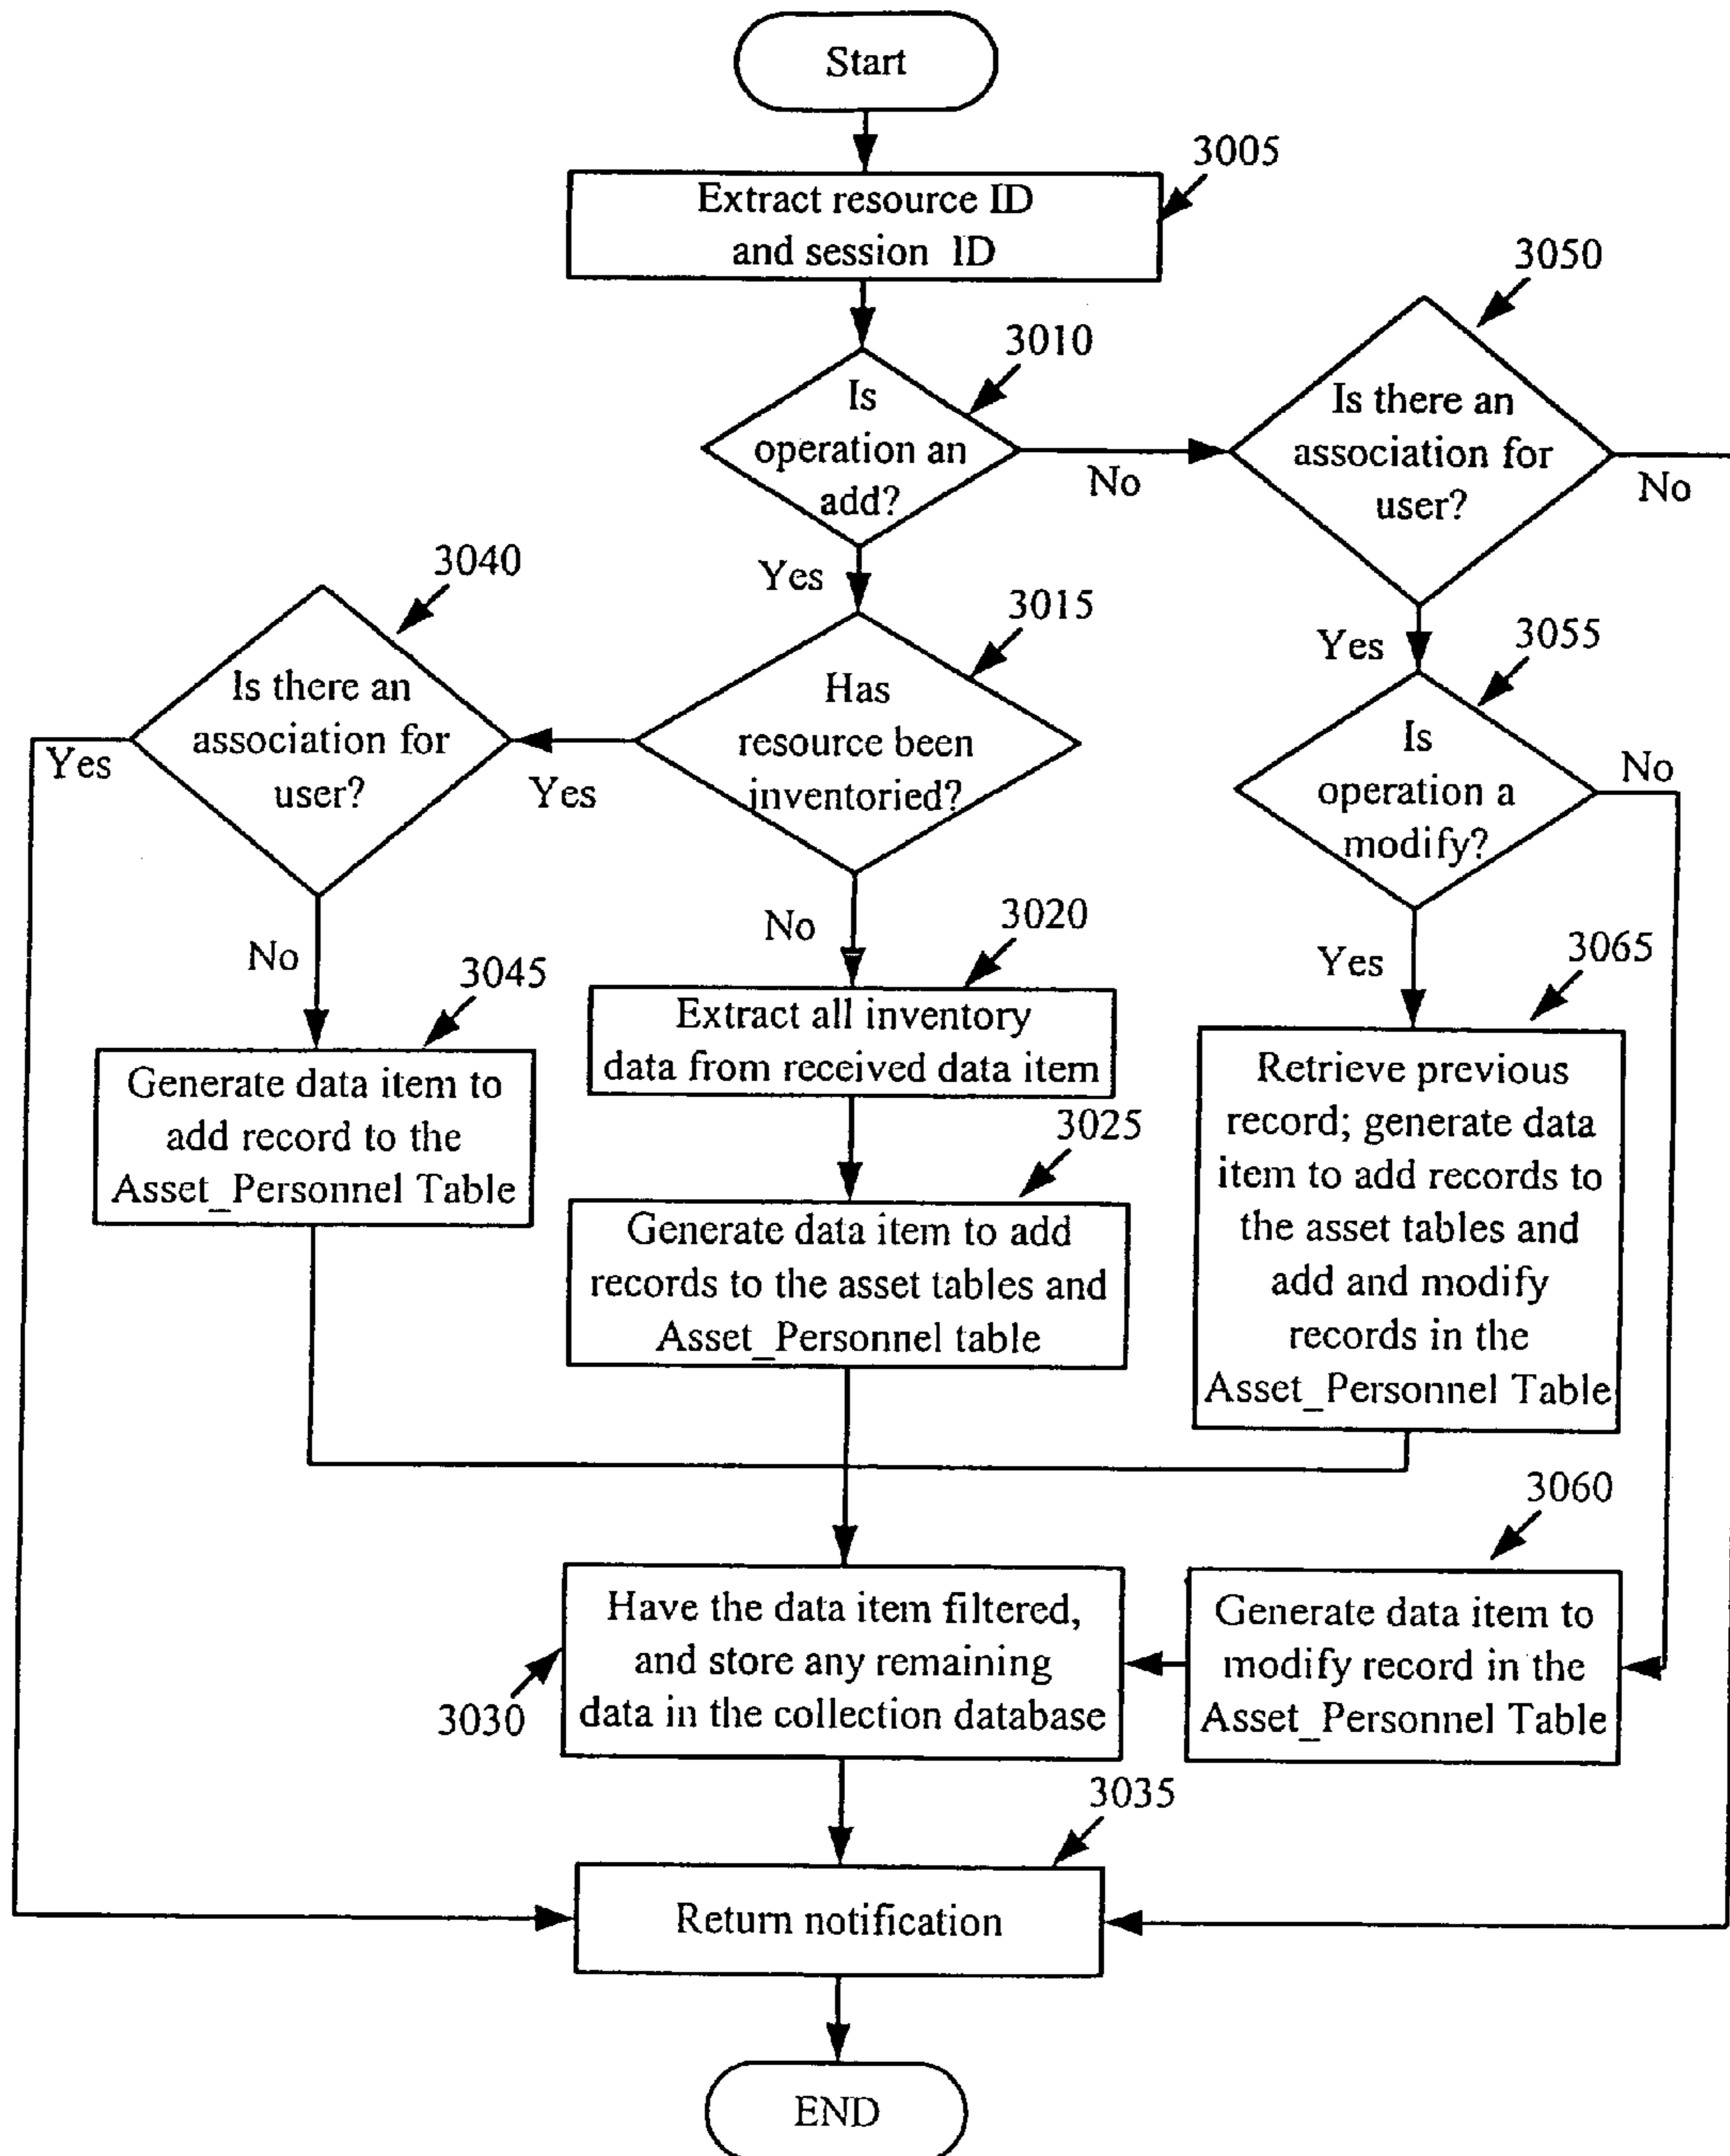 Start
3005
Extract resource ID
and session ID
3050
3010
Is
operation an
add?
No
Is there an
association for
user?
No
Yes
3040
3015
Yes
3055
Is there an
association for
user?
Yes
Has
resource been
inventoried?
Yes
Is
operation a
modify?
No
No
3045
No
3020
Yes
3065
Generate data item to
add record to the
Asset_Personnel Table
Extract all inventory
data from received data item
3025
Generate data item to add
records to the asset tables and
Asset_Personnel table
Retrieve previous
record; generate data
item to add records to
the asset tables and
add and modify
records in the
Asset_Personnel Table
3060
Have the data item filtered,
and store any remaining
data in the collection database
3030
Generate data item to
modify record in the
Asset_Personnel Table
3035
Return notification
END